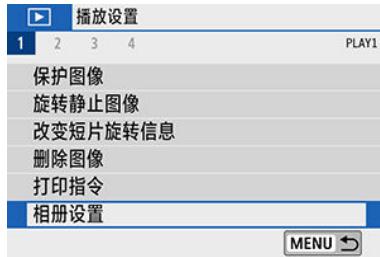 播放设置
1 2 3 4 PLAY1
保护图像
旋转静止图像
改变短片旋转信息
删除图像
打印指令
相册设置
MENU